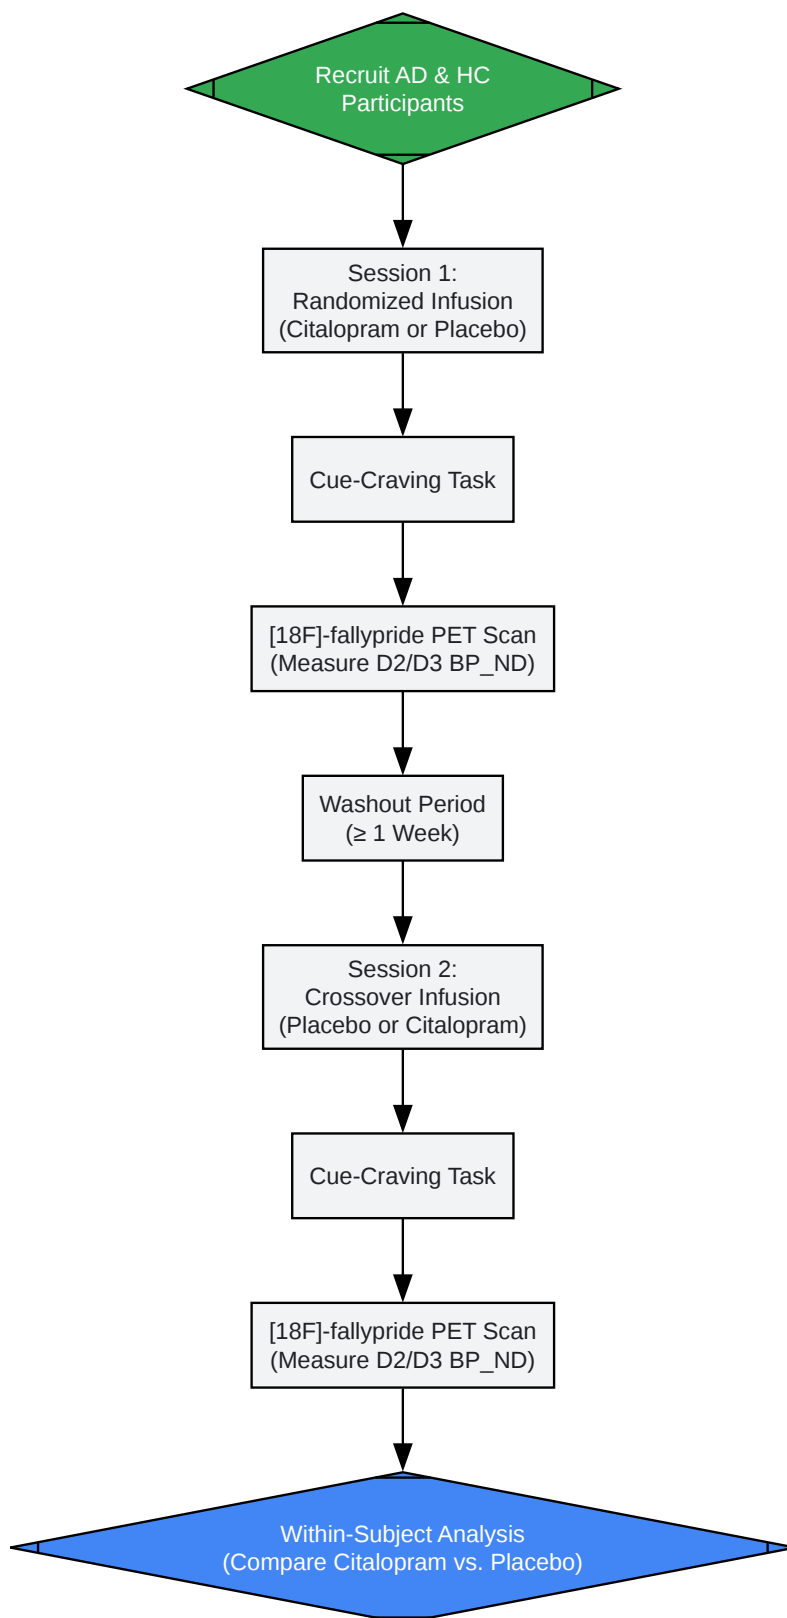 Recruit AD & HC
Participants
Session 1:
Randomized Infusion
(Citalopram or Placebo)
Cue-Craving Task
[18F]-fallypride PET Scan
(Measure D2/D3 BP_ND)
Washout Period
(≥ 1 Week)
Session 2:
Crossover Infusion
(Placebo or Citalopram)
Cue-Craving Task
[18F]-fallypride PET Scan
(Measure D2/D3 BP_ND)
Within-Subject Analysis
(Compare Citalopram vs. Placebo)